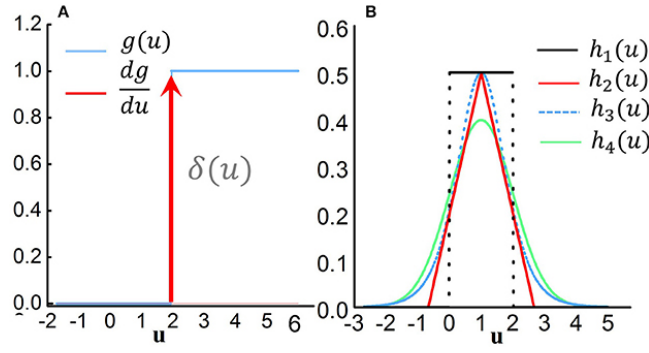 A
1.2
1.0
0.8
0.6
0.4
0.2
0.0
-2 -1 0 1 2 3 4 5 6
u
g(u)
dg
du
δ(u)
B
0.6
0.5
0.4
0.3
0.2
0.1
0.0
-3 -2 -1 0 1 2 3 4 5
u
h₁(u)
h₂(u)
h₃(u)
h₄(u)